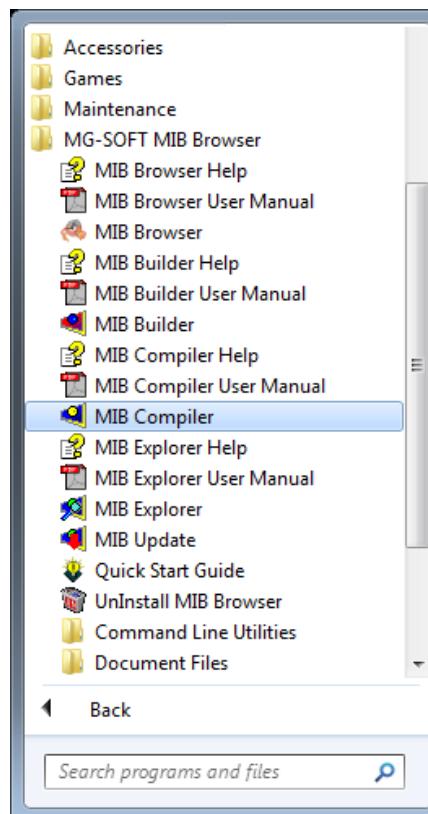 Accessories
Games
Maintenance
MG-SOFT MIB Browser
MIB Browser Help
MIB Browser User Manual
MIB Browser
MIB Builder Help
MIB Builder User Manual
MIB Builder
MIB Compiler Help
MIB Compiler User Manual
MIB Compiler
MIB Explorer Help
MIB Explorer User Manual
MIB Explorer
MIB Update
Quick Start Guide
UnInstall MIB Browser
Command Line Utilities
Document Files
Back
Search programs and files